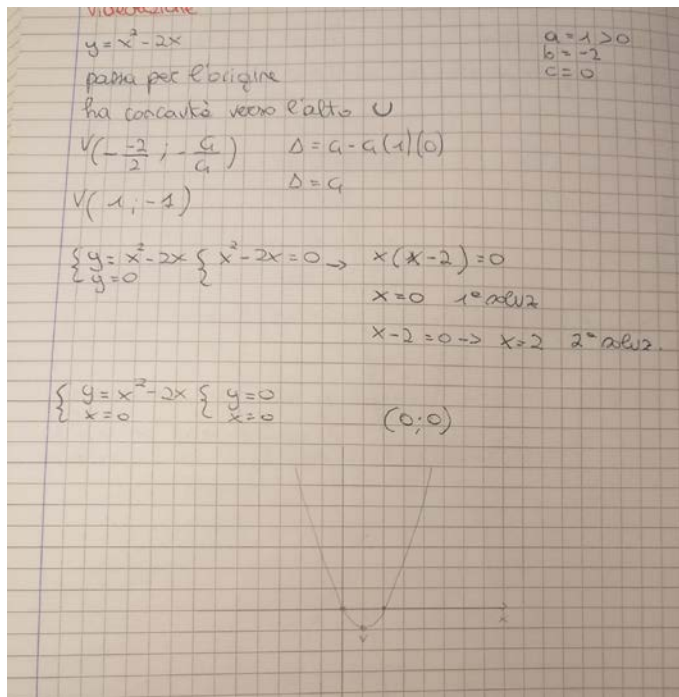 y = x² - 2x
a = 1 > 0
b = -2
c = 0
passa per l'origine
ha concavità verso l'alto ∪
V(- -2/2 ; - 4/4)
Δ = 4 - 4(1)(0)
Δ = 4
V(1 ; -1)
{ y = x² - 2x { x² - 2x = 0 → x(x - 2) = 0
{ y = 0 {
x = 0 1ª soluz
x - 2 = 0 -> x = 2 2ª soluz.
{ y = x² - 2x { y = 0
{ x = 0 { x = 0
(0 ; 0)
x
V